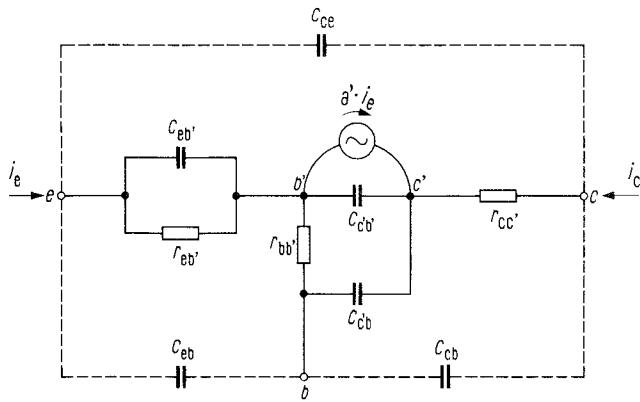 C_ce
a'·i_e
C_eb'
i_e
e
b'
c'
c
i_c
C_c'b'
r_cc'
r_eb'
r_bb'
C_c'b
C_eb
C_cb
b